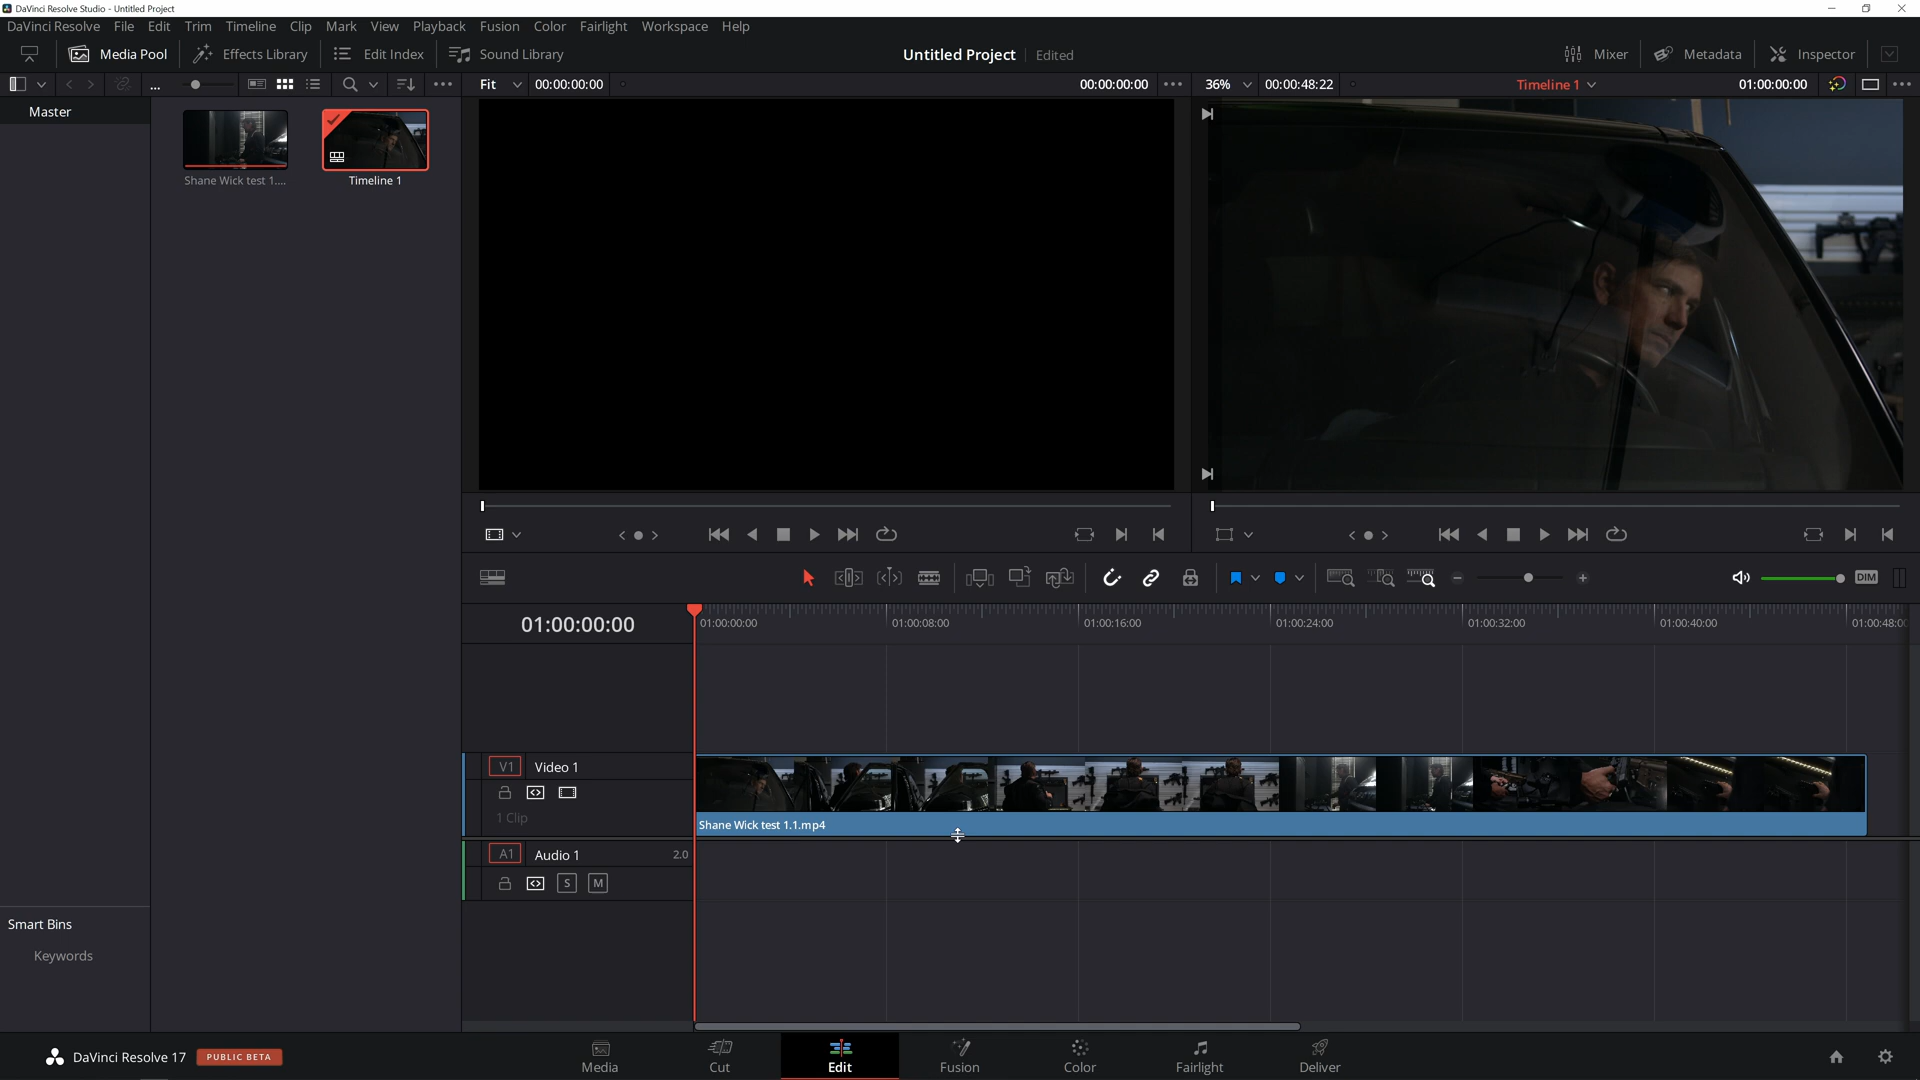 DaVinci Resolve Studio - Untitled Project
DaVinci Resolve File Edit Trim Timeline Clip Mark View Playback Fusion Color Fairlight Workspace Help
Media Pool Effects Library Edit Index Sound Library Untitled Project Edited Mixer Metadata Inspector
... Fit 00:00:00:00 00:00:00:00 36% 00:00:48:22 Timeline 1 01:00:00:00
Master
Shane Wick test 1.... Timeline 1
DIM
01:00:00:00 01:00:00:00 01:00:08:00 01:00:16:00 01:00:24:00 01:00:32:00 01:00:40:00 01:00:48:00
V1 Video 1
1 Clip
Shane Wick test 1.1.mp4
A1 Audio 1 2.0
S M
Smart Bins
Keywords
DaVinci Resolve 17 PUBLIC BETA
Media Cut Edit Fusion Color Fairlight Deliver